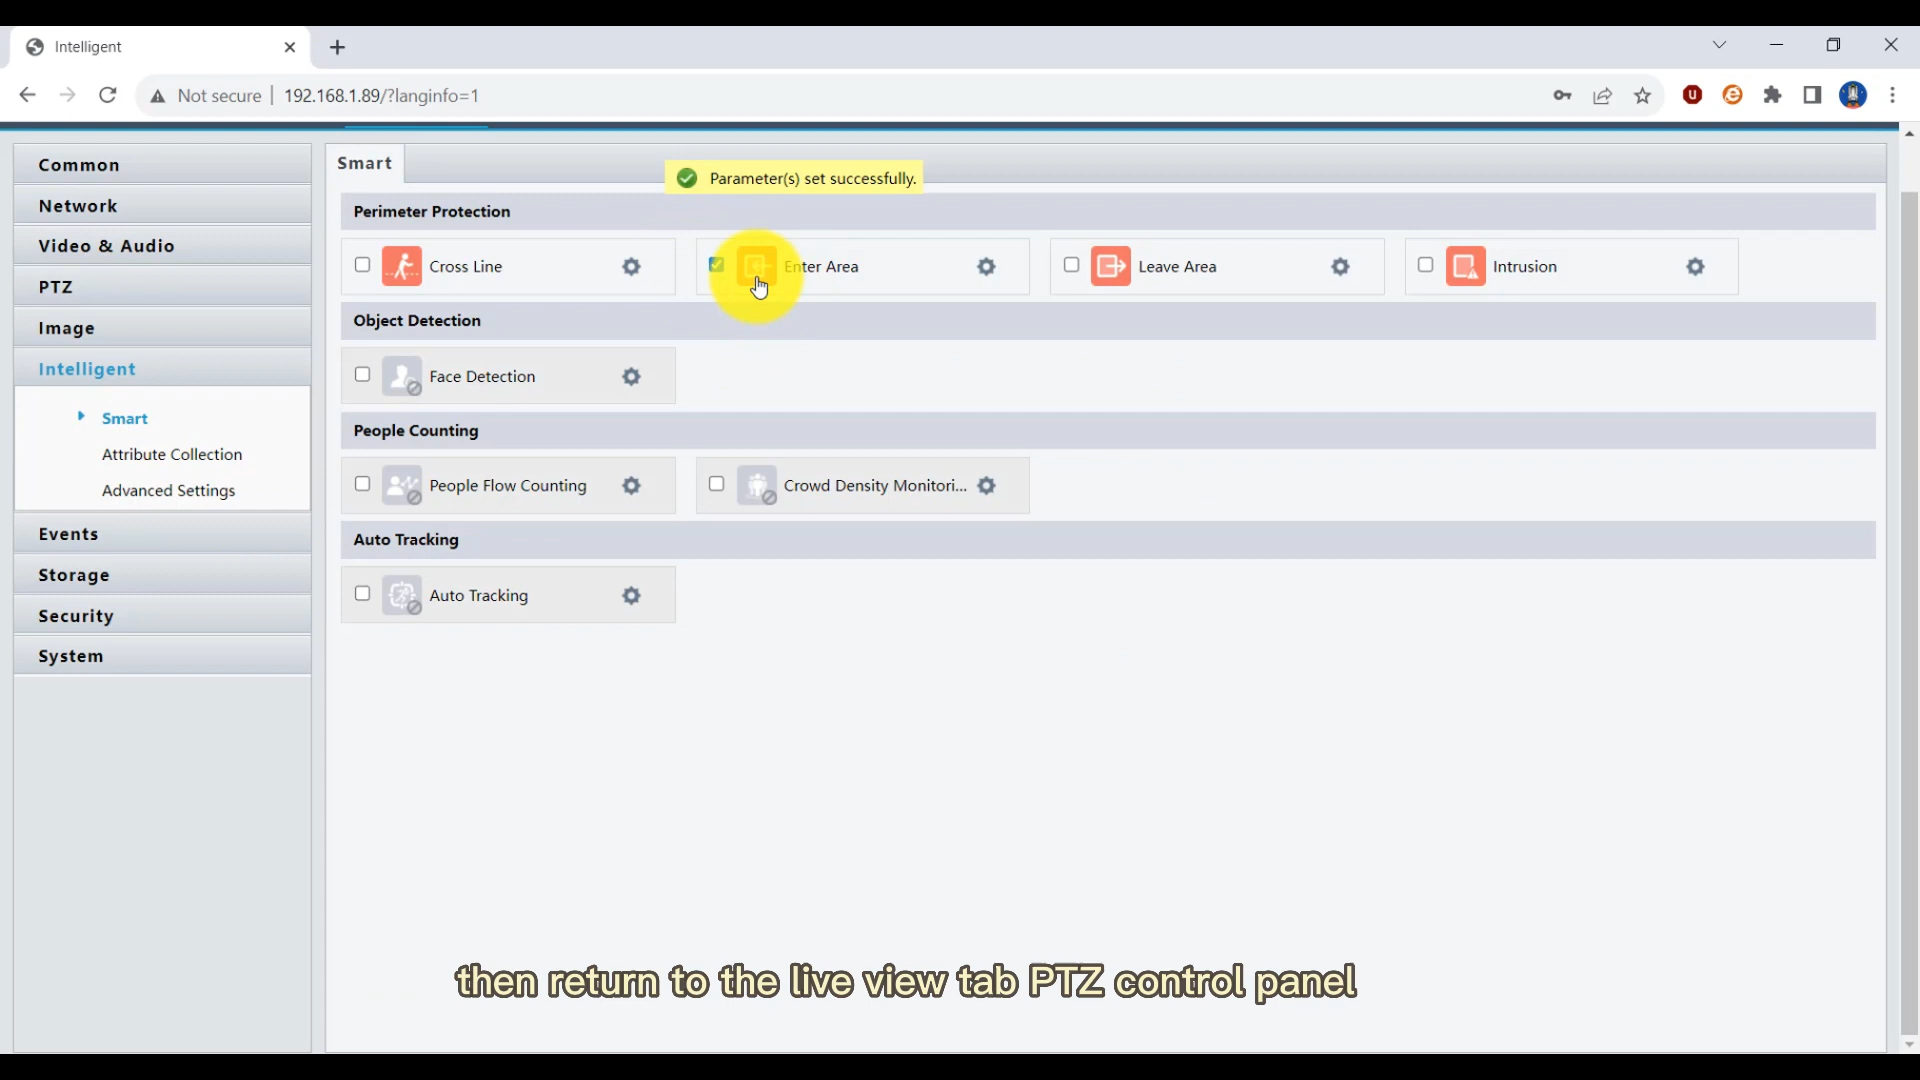 Intelligent
Not secure
192.168.1.89/?langinfo=1
Common
Network
Video & Audio
PTZ
Image
Intelligent
Smart
Attribute Collection
Advanced Settings
Events
Storage
Security
System
Smart
Parameter(s) set successfully.
Perimeter Protection
Cross Line
Enter Area
Leave Area
Intrusion
Object Detection
Face Detection
People Counting
People Flow Counting
Crowd Density Monitori...
Auto Tracking
Auto Tracking
then return to the live view tab PTZ control panel